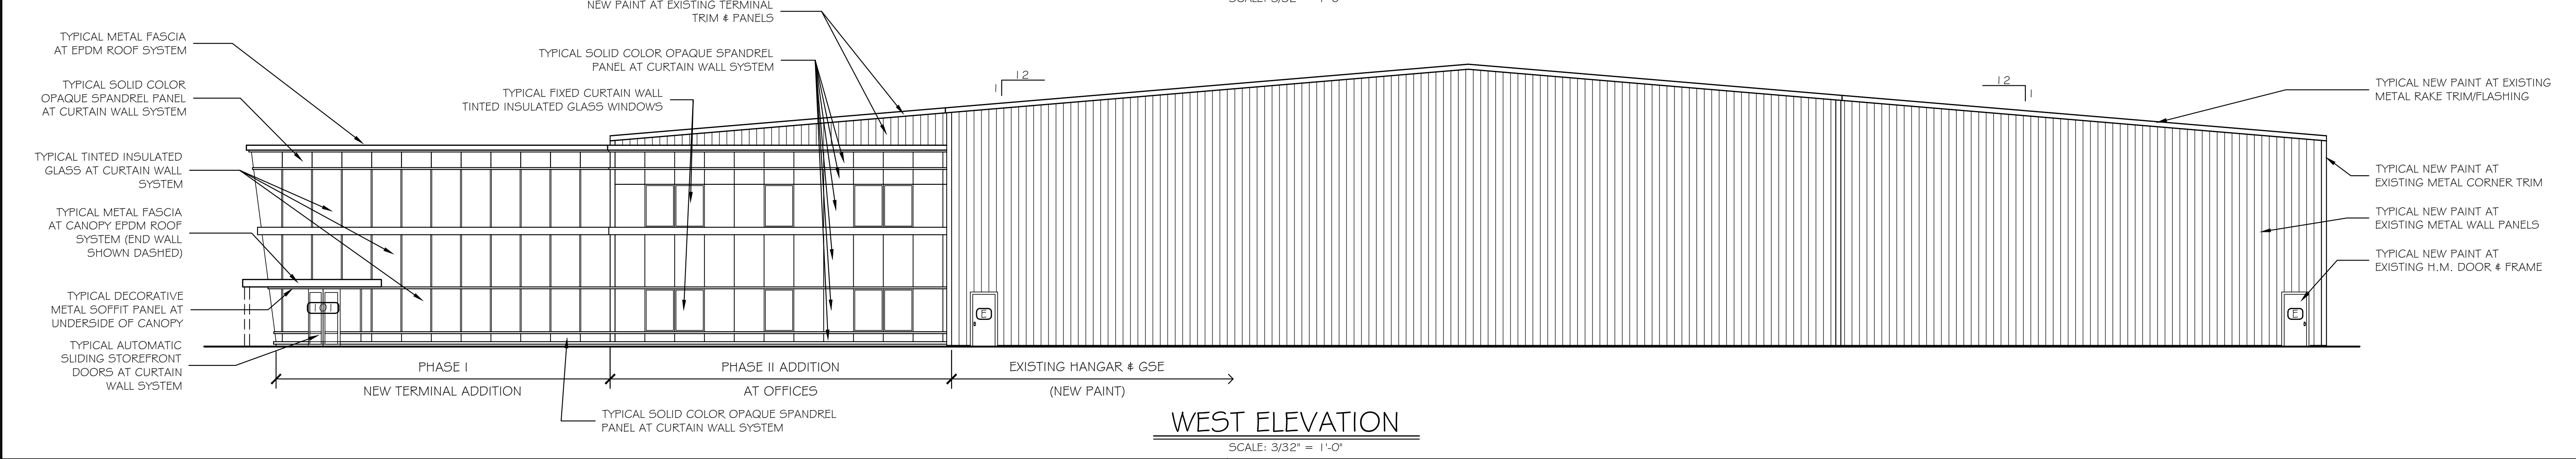 SCALE: 3/32" = 1'-0"
NEW PAINT AT EXISTING TERMINAL
TRIM & PANELS
TYPICAL METAL FASCIA
AT EPDM ROOF SYSTEM
TYPICAL SOLID COLOR OPAQUE SPANDREL
PANEL AT CURTAIN WALL SYSTEM
TYPICAL SOLID COLOR
OPAQUE SPANDREL PANEL
AT CURTAIN WALL SYSTEM
TYPICAL FIXED CURTAIN WALL
TINTED INSULATED GLASS WINDOWS
12
1
12
1
TYPICAL NEW PAINT AT EXISTING
METAL RAKE TRIM/FLASHING
TYPICAL TINTED INSULATED
GLASS AT CURTAIN WALL
SYSTEM
TYPICAL NEW PAINT AT
EXISTING METAL CORNER TRIM
TYPICAL METAL FASCIA
AT CANOPY EPDM ROOF
SYSTEM (END WALL
SHOWN DASHED)
TYPICAL NEW PAINT AT
EXISTING METAL WALL PANELS
TYPICAL NEW PAINT AT
EXISTING H.M. DOOR & FRAME
TYPICAL DECORATIVE
METAL SOFFIT PANEL AT
UNDERSIDE OF CANOPY
101
E
E
TYPICAL AUTOMATIC
SLIDING STOREFRONT
DOORS AT CURTAIN
WALL SYSTEM
PHASE I
NEW TERMINAL ADDITION
PHASE II ADDITION
AT OFFICES
EXISTING HANGAR & GSE
(NEW PAINT)
TYPICAL SOLID COLOR OPAQUE SPANDREL
PANEL AT CURTAIN WALL SYSTEM
WEST ELEVATION
SCALE: 3/32" = 1'-0"